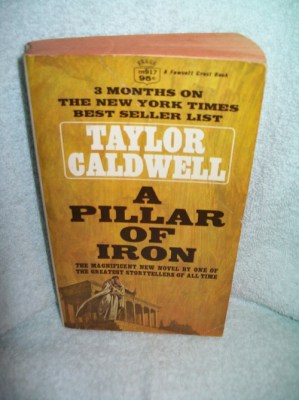 95¢
A Fawcett Crest Book
3 MONTHS ON
THE NEW YORK TIMES
BEST SELLER LIST
TAYLOR
CALDWELL
A
PILLAR
OF
IRON
THE MAGNIFICENT NEW NOVEL BY ONE OF
THE GREATEST STORYTELLERS OF ALL TIME